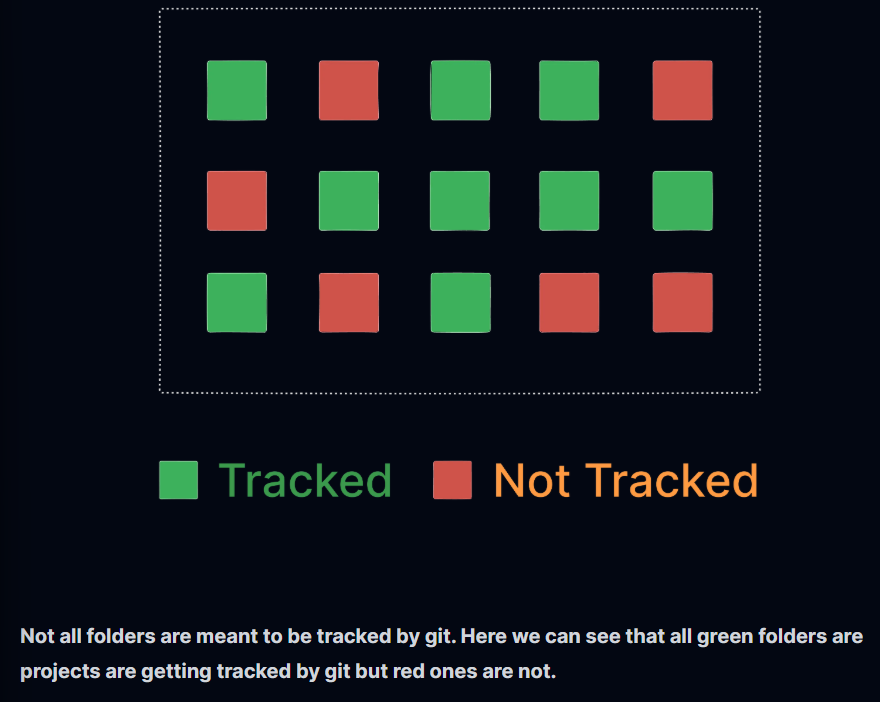 Tracked Not Tracked
Not all folders are meant to be tracked by git. Here we can see that all green folders are
projects are getting tracked by git but red ones are not.